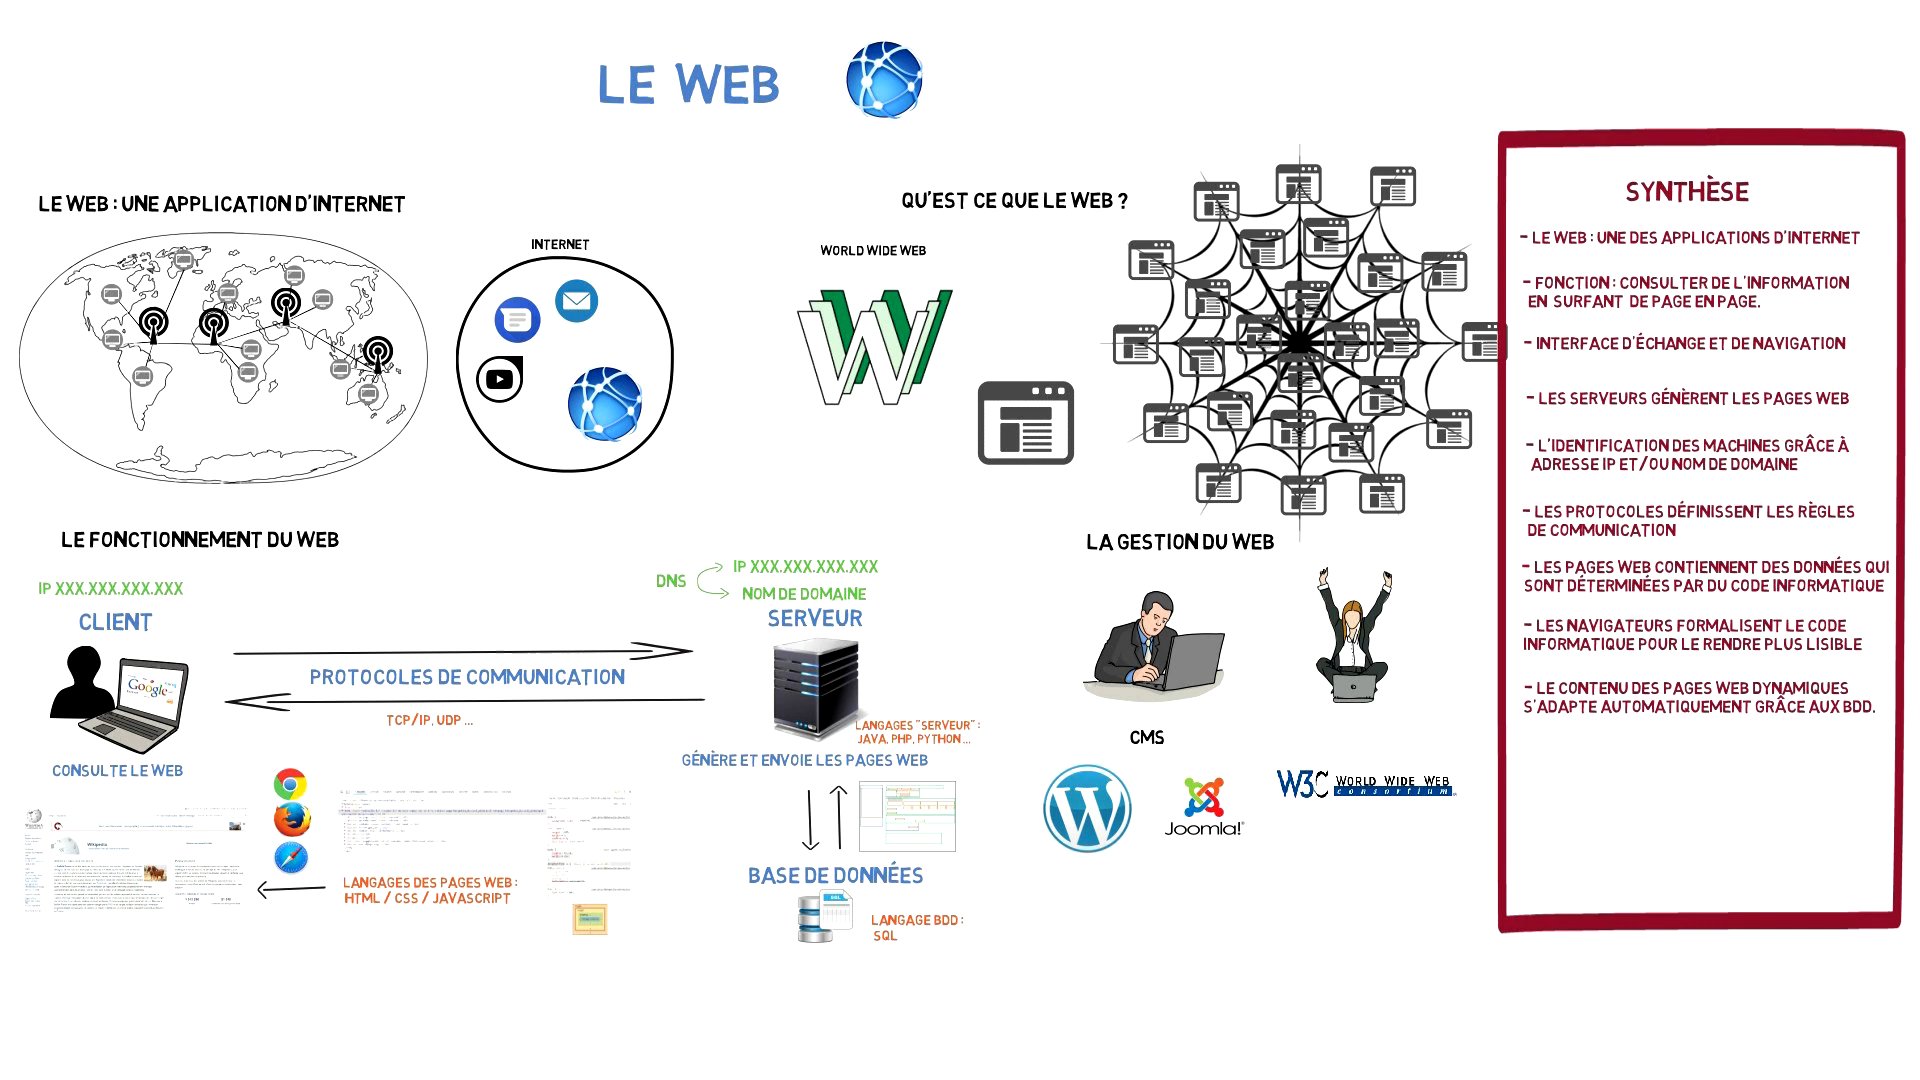 LE WEB
LE WEB : UNE APPLICATION D'INTERNET
INTERNET
QU'EST CE QUE LE WEB ?
WORLD WIDE WEB
LE FONCTIONNEMENT DU WEB
IP XXX.XXX.XXX.XXX
CLIENT
Google
CONSULTE LE WEB
PROTOCOLES DE COMMUNICATION
TCP/IP, UDP ...
DNS
IP XXX.XXX.XXX.XXX
NOM DE DOMAINE
SERVEUR
LANGAGES "SERVEUR" :
JAVA, PHP, PYTHON...
GÉNÈRE ET ENVOIE LES PAGES WEB
Wikipedia
LANGAGES DES PAGES WEB :
HTML / CSS / JAVASCRIPT
BASE DE DONNÉES
SQL
LANGAGE BDD :
SQL
LA GESTION DU WEB
CMS
Joomla!
W3C WORLD WIDE WEB
consortium
SYNTHÈSE
- LE WEB : UNE DES APPLICATIONS D'INTERNET
- FONCTION : CONSULTER DE L'INFORMATION
EN SURFANT DE PAGE EN PAGE.
- INTERFACE D'ÉCHANGE ET DE NAVIGATION
- LES SERVEURS GÉNÈRENT LES PAGES WEB
- L'IDENTIFICATION DES MACHINES GRÂCE À
ADRESSE IP ET/OU NOM DE DOMAINE
- LES PROTOCOLES DÉFINISSENT LES RÈGLES
DE COMMUNICATION
- LES PAGES WEB CONTIENNENT DES DONNÉES QUI
SONT DÉTERMINÉES PAR DU CODE INFORMATIQUE
- LES NAVIGATEURS FORMALISENT LE CODE
INFORMATIQUE POUR LE RENDRE PLUS LISIBLE
- LE CONTENU DES PAGES WEB DYNAMIQUES
S'ADAPTE AUTOMATIQUEMENT GRÂCE AUX BDD.